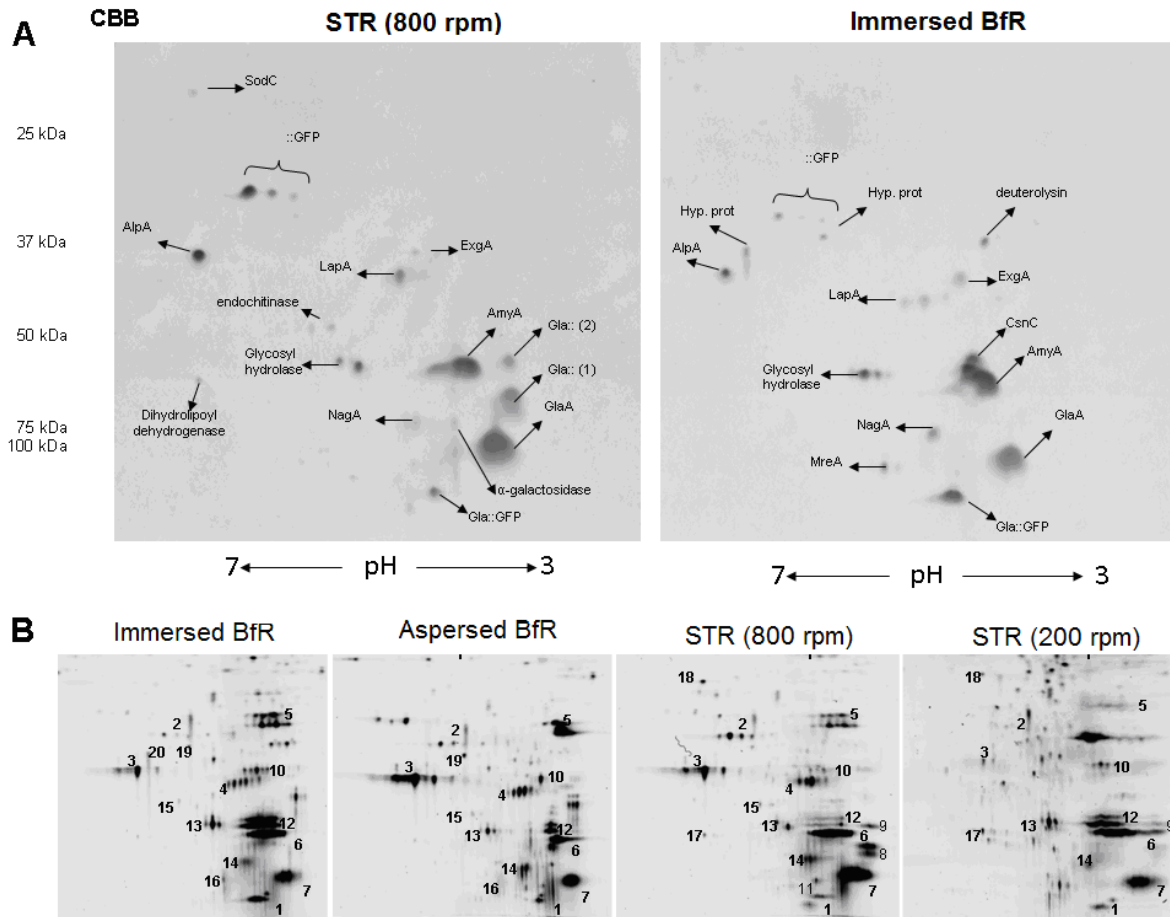 A
CBB
STR (800 rpm)
Immersed BfR
25 kDa
37 kDa
50 kDa
75 kDa
100 kDa
SodC
::GFP
AlpA
ExgA
LapA
endochitinase
AmyA
Gla:: (2)
Glycosyl
hydrolase
Gla:: (1)
Dihydrolipoyl
dehydrogenase
NagA
GlaA
α-galactosidase
Gla::GFP
7 pH 3
::GFP
Hyp. prot
deuterolysin
Hyp. prot
AlpA
ExgA
LapA
CsnC
AmyA
Glycosyl
hydrolase
NagA
GlaA
MreA
Gla::GFP
7 pH 3
B
Immersed BfR
Aspersed BfR
STR (800 rpm)
STR (200 rpm)
2
5
20
19
3
10
4
15
13
12
6
14
16
7
1
2
5
19
3
10
4
15
13
12
6
14
16
7
1
18
2
5
3
10
4
15
17
13
12
9
6
14
8
11
7
1
18
2
5
3
10
17
13
12
9
6
14
7
1